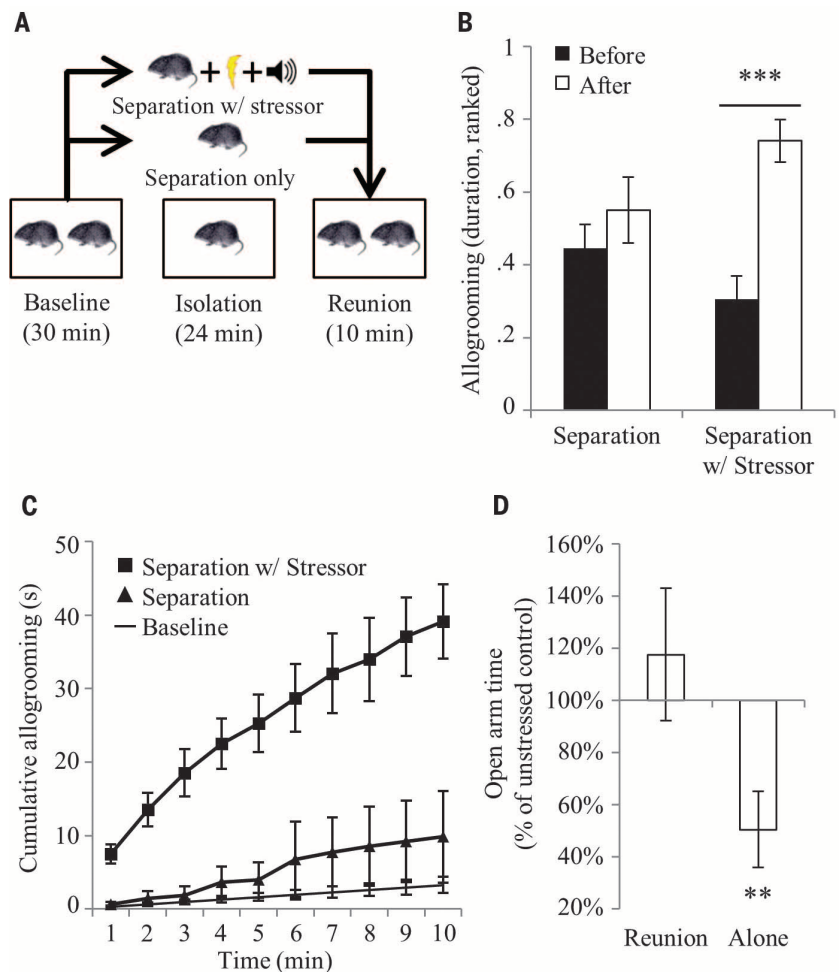 A
+ +
Separation w/ stressor
Separation only
Baseline
(30 min)
Isolation
(24 min)
Reunion
(10 min)
B
Allogrooming (duration, ranked)
1
.8
.6
.4
.2
0
Before
After
***
Separation
Separation
w/ Stressor
C
Cumulative allogrooming (s)
50
40
30
20
10
0
Separation w/ Stressor
Separation
Baseline
1 2 3 4 5 6 7 8 9 10
Time (min)
D
Open arm time
(% of unstressed control)
160%
140%
120%
100%
80%
60%
40%
20%
**
Reunion Alone